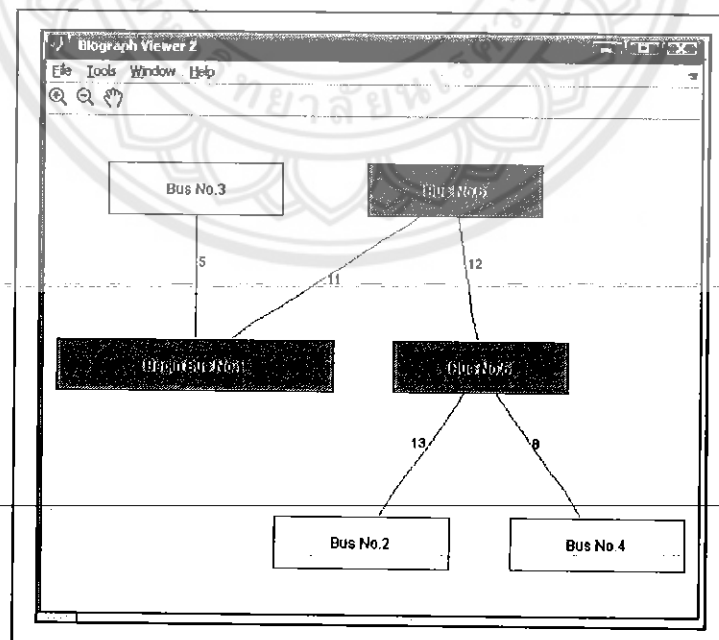 Biograph Viewer 2
File Tools Window Help
Bus No.3
5
11
12
13
8
Bus No.2
Bus No.4